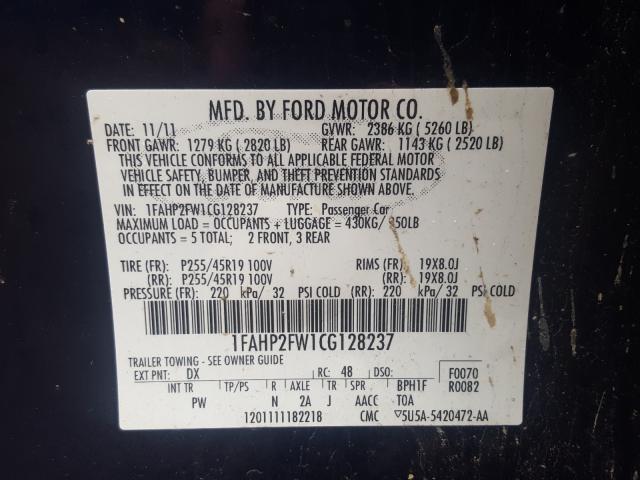 MFD. BY FORD MOTOR CO.
DATE: 11/11 GVWR: 2386 KG ( 5260 LB)
FRONT GAWR: 1279 KG ( 2820 LB) REAR GAWR: 1143 KG ( 2520 LB)
THIS VEHICLE CONFORMS TO ALL APPLICABLE FEDERAL MOTOR
VEHICLE SAFETY, BUMPER, AND THEFT PREVENTION STANDARDS
IN EFFECT ON THE DATE OF MANUFACTURE SHOWN ABOVE.
VIN: 1FAHP2FW1CG128237 TYPE: Passenger Car
MAXIMUM LOAD = OCCUPANTS + LUGGAGE = 430KG/ 950LB
OCCUPANTS = 5 TOTAL; 2 FRONT, 3 REAR
TIRE (FR): P255/45R19 100V RIMS (FR): 19X8.0J
(RR): P255/45R19 100V (RR): 19X8.0J
PRESSURE (FR): 220 kPa/ 32 PSI COLD (RR): 220 kPa/ 32 PSI COLD
1FAHP2FW1CG128237
TRAILER TOWING - SEE OWNER GUIDE
EXT PNT: DX RC: 48 DSO: F0070
INT TR TP/PS R AXLE TR SPR BPH1F R0082
PW N 2A J AACC TOA
1201111182218 CMC ▽5U5A-5420472-AA